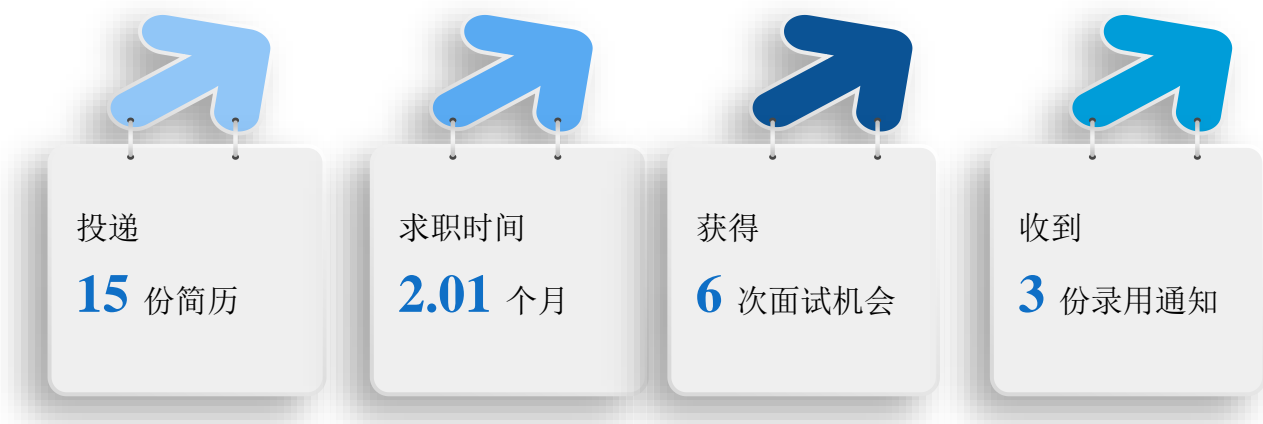 投递
15 份简历
求职时间
2.01 个月
获得
6 次面试机会
收到
3 份录用通知